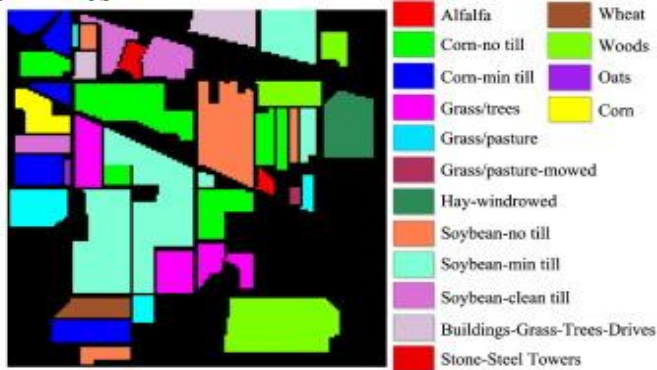 Alfalfa
Corn-no till
Corn-min till
Grass/trees
Grass/pasture
Grass/pasture-mowed
Hay-windrowed
Soybean-no till
Soybean-min till
Soybean-clean till
Buildings-Grass-Trees-Drives
Stone-Steel Towers
Wheat
Woods
Oats
Corn